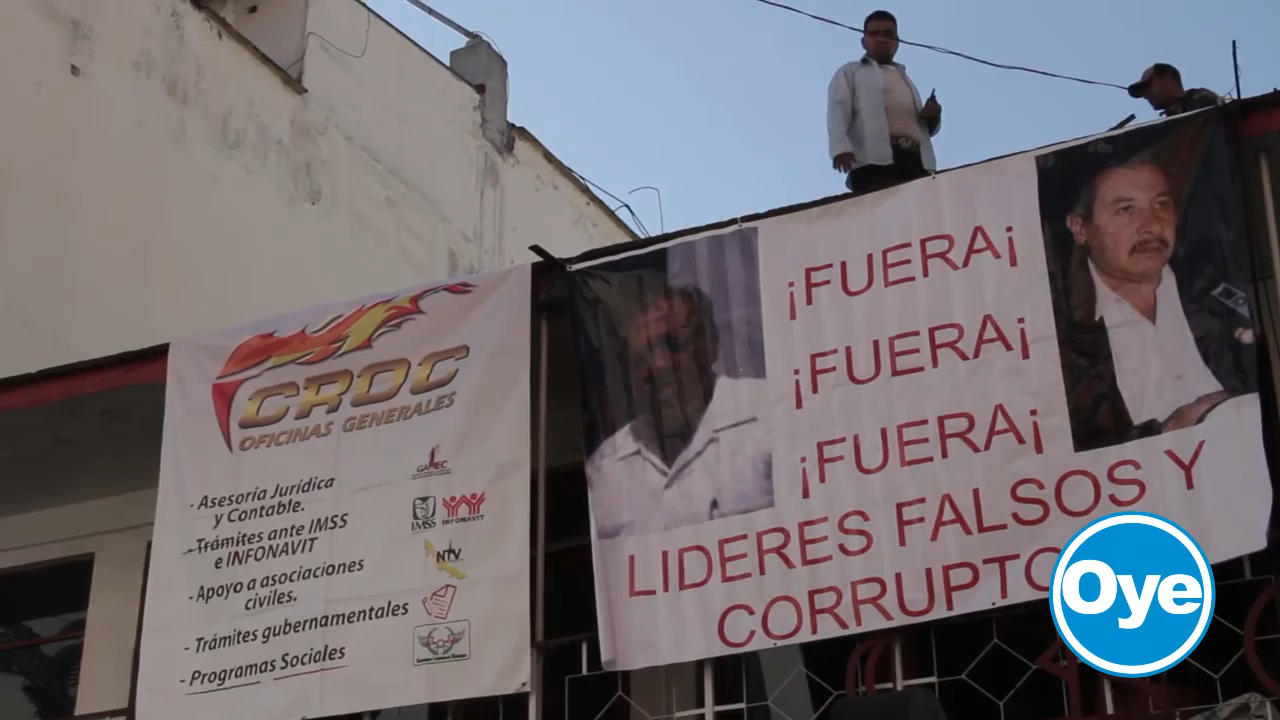 CROC
OFICINAS GENERALES
- Asesoría Jurídica
y Contable.
- Trámites ante IMSS
e INFONAVIT
- Apoyo a asociaciones
civiles.
- Trámites gubernamentales
- Programas Sociales
IMSS
INFONAVIT
NTV
¡FUERA¡
¡FUERA¡
¡FUERA¡
LIDERES FALSOS Y
CORRUPTO
Oye